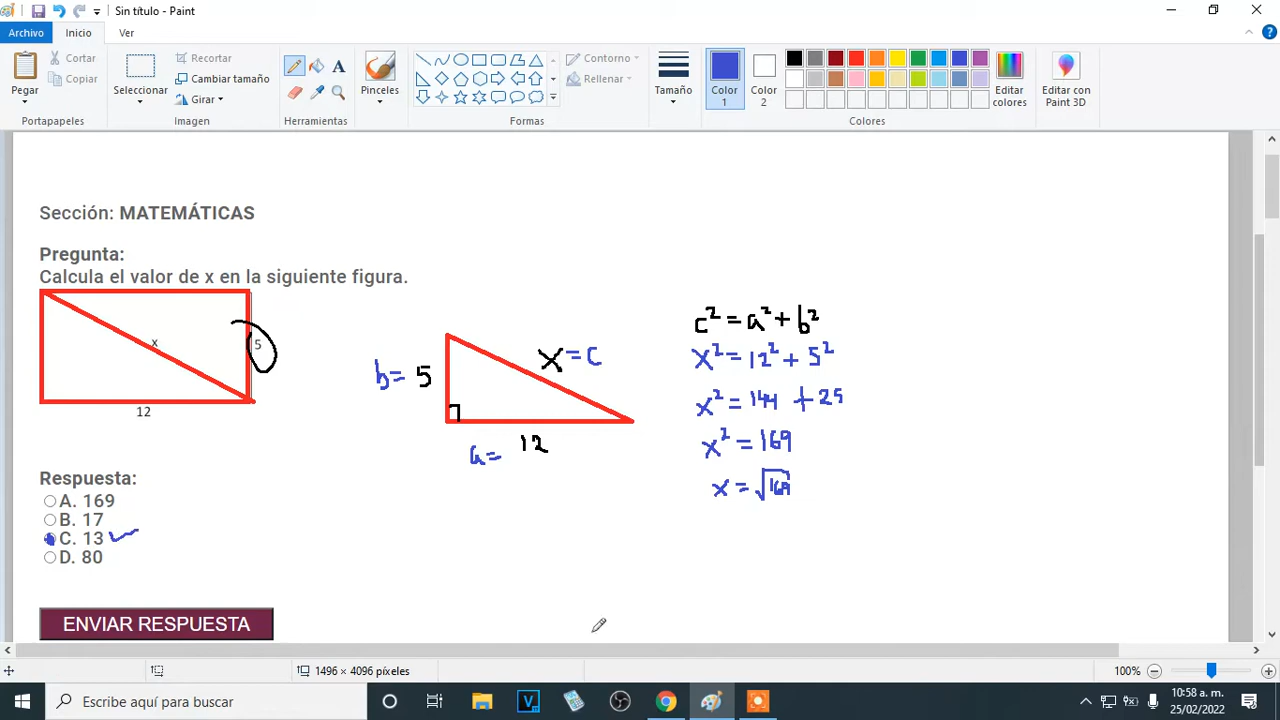 Sin título - Paint
Archivo Inicio Ver
Pegar
Cortar
Copiar
Portapapeles
Seleccionar
Recortar
Cambiar tamaño
Girar
Imagen
A
Herramientas
Pinceles
Contorno
Rellenar
Formas
Tamaño
Color 1
Color 2
Editar colores
Editar con Paint 3D
Colores
Sección: MATEMÁTICAS
Pregunta:
Calcula el valor de x en la siguiente figura.
x
5
12
b= 5
X = C
a= 12
c² = a² + b²
X² = 12² + 5²
x² = 144 + 25
x² = 169
x = √169
Respuesta:
A. 169
B. 17
C. 13
D. 80
ENVIAR RESPUESTA
1496 × 4096 píxeles
100%
Escribe aquí para buscar
10:58 a. m.
25/02/2022